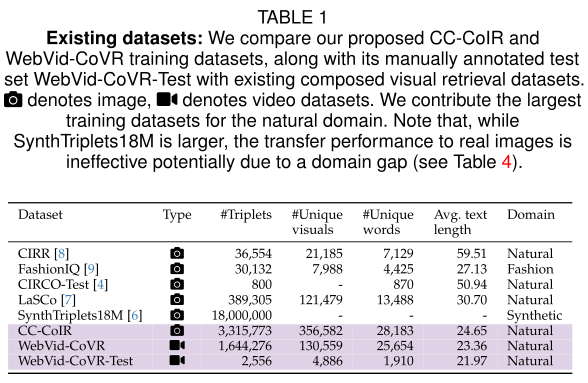 TABLE 1
Existing datasets: We compare our proposed CC-CoIR and
WebVid-CoVR training datasets, along with its manually annotated test
set WebVid-CoVR-Test with existing composed visual retrieval datasets.
denotes image, denotes video datasets. We contribute the largest
training datasets for the natural domain. Note that, while
SynthTriplets18M is larger, the transfer performance to real images is
ineffective potentially due to a domain gap (see Table 4).
Dataset Type #Triplets #Unique visuals #Unique words Avg. text length Domain
CIRR [8] 36,554 21,185 7,129 59.51 Natural
FashionIQ [9] 30,132 7,988 4,425 27.13 Fashion
CIRCO-Test [4] 800 - 870 50.94 Natural
LaSCo [7] 389,305 121,479 13,488 30.70 Natural
SynthTriplets18M [6] 18,000,000 - - - Synthetic
CC-CoIR 3,315,773 356,582 28,183 24.65 Natural
WebVid-CoVR 1,644,276 130,559 25,654 23.36 Natural
WebVid-CoVR-Test 2,556 4,886 1,910 21.97 Natural